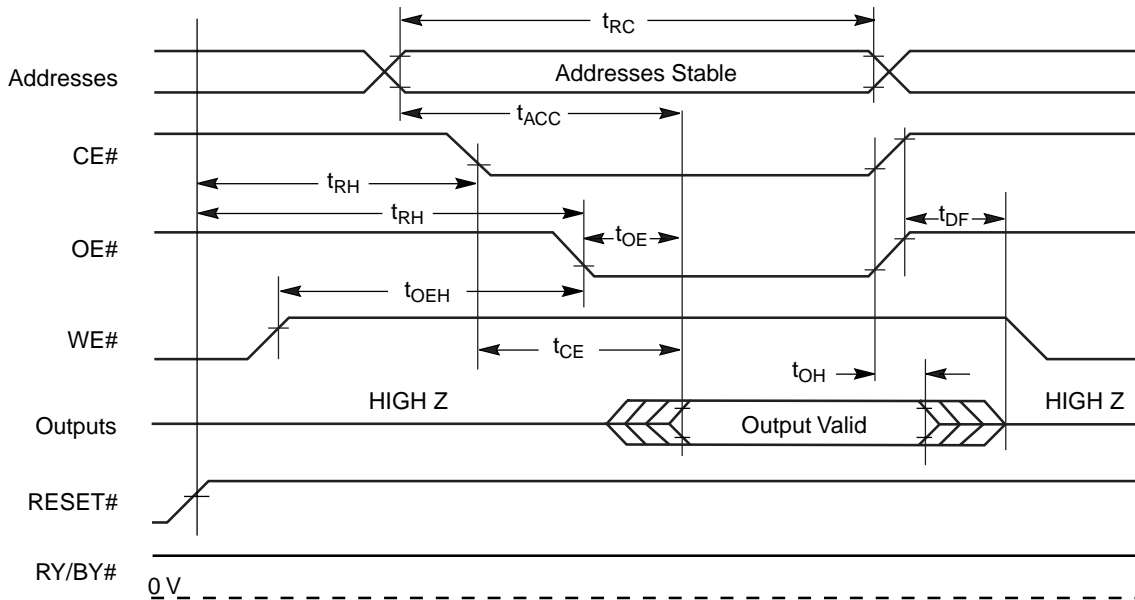 tRC
Addresses
Addresses Stable
tACC
CE#
tRH
tRH
tDF
OE#
tOE
tOEH
WE#
tCE
tOH
HIGH Z
HIGH Z
Outputs
Output Valid
RESET#
RY/BY#
0 V